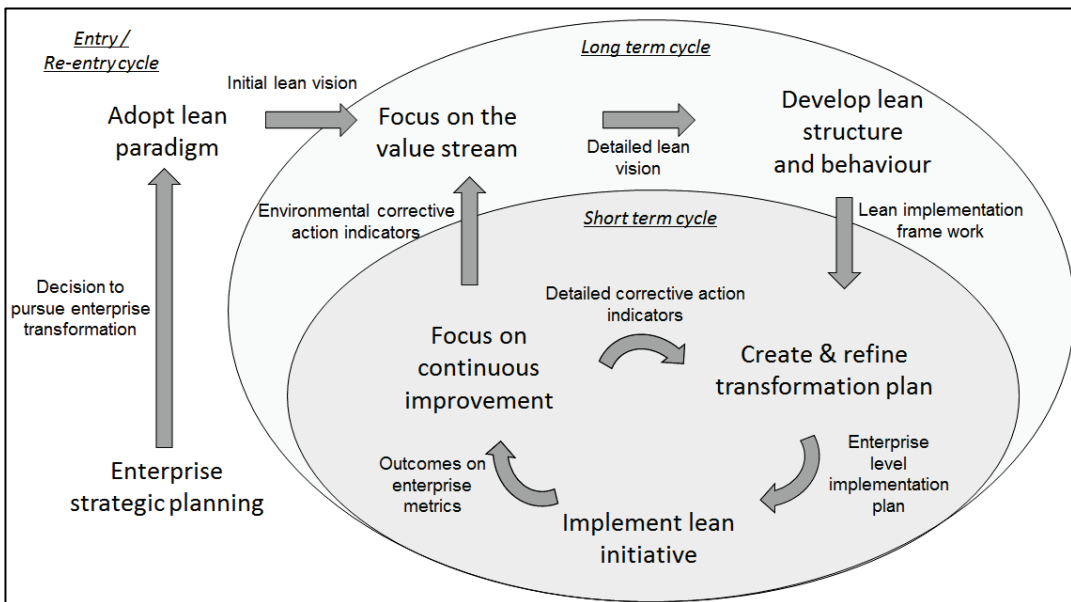 Entry /
Re-entry cycle
Long term cycle
Initial lean vision
Adopt lean
paradigm
Focus on the
value stream
Detailed lean
vision
Develop lean
structure
and behaviour
Environmental corrective
action indicators
Short term cycle
Lean implementation
frame work
Decision to
pursue enterprise
transformation
Detailed corrective action
indicators
Focus on
continuous
improvement
Create & refine
transformation plan
Enterprise
strategic planning
Outcomes on
enterprise
metrics
Enterprise
level
implementation
plan
Implement lean
initiative